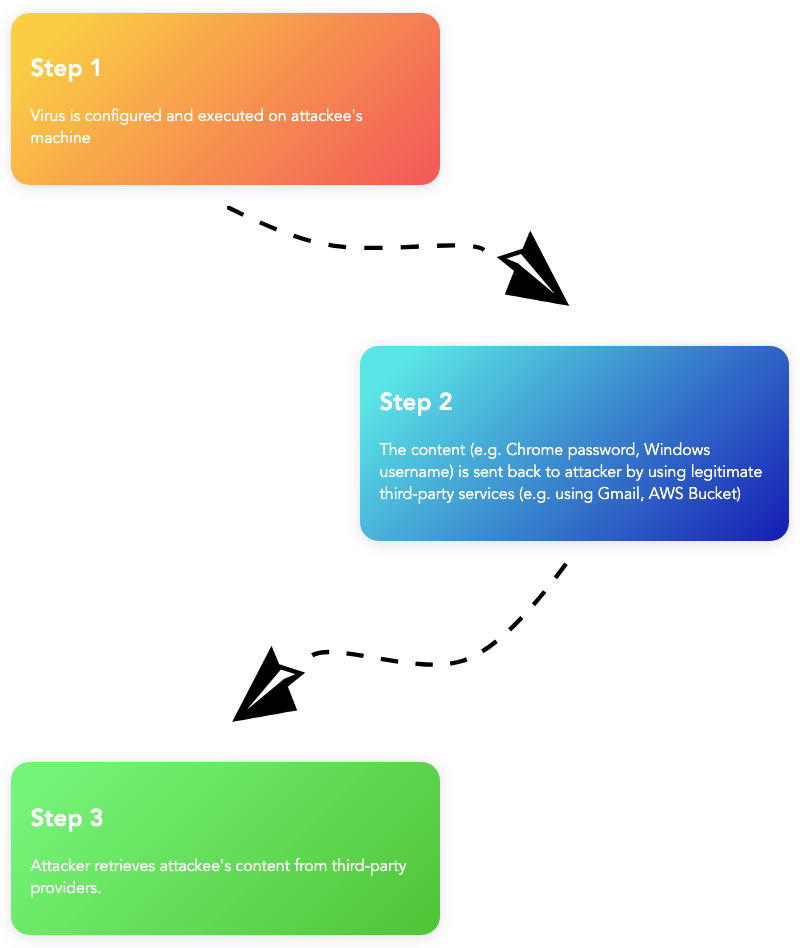 Step 1
Virus is configured and executed on attackee's
machine
Step 2
The content (e.g. Chrome password, Windows
username) is sent back to attacker by using legitimate
third-party services (e.g. using Gmail, AWS Bucket)
Step 3
Attacker retrieves attackee's content from third-party
providers.